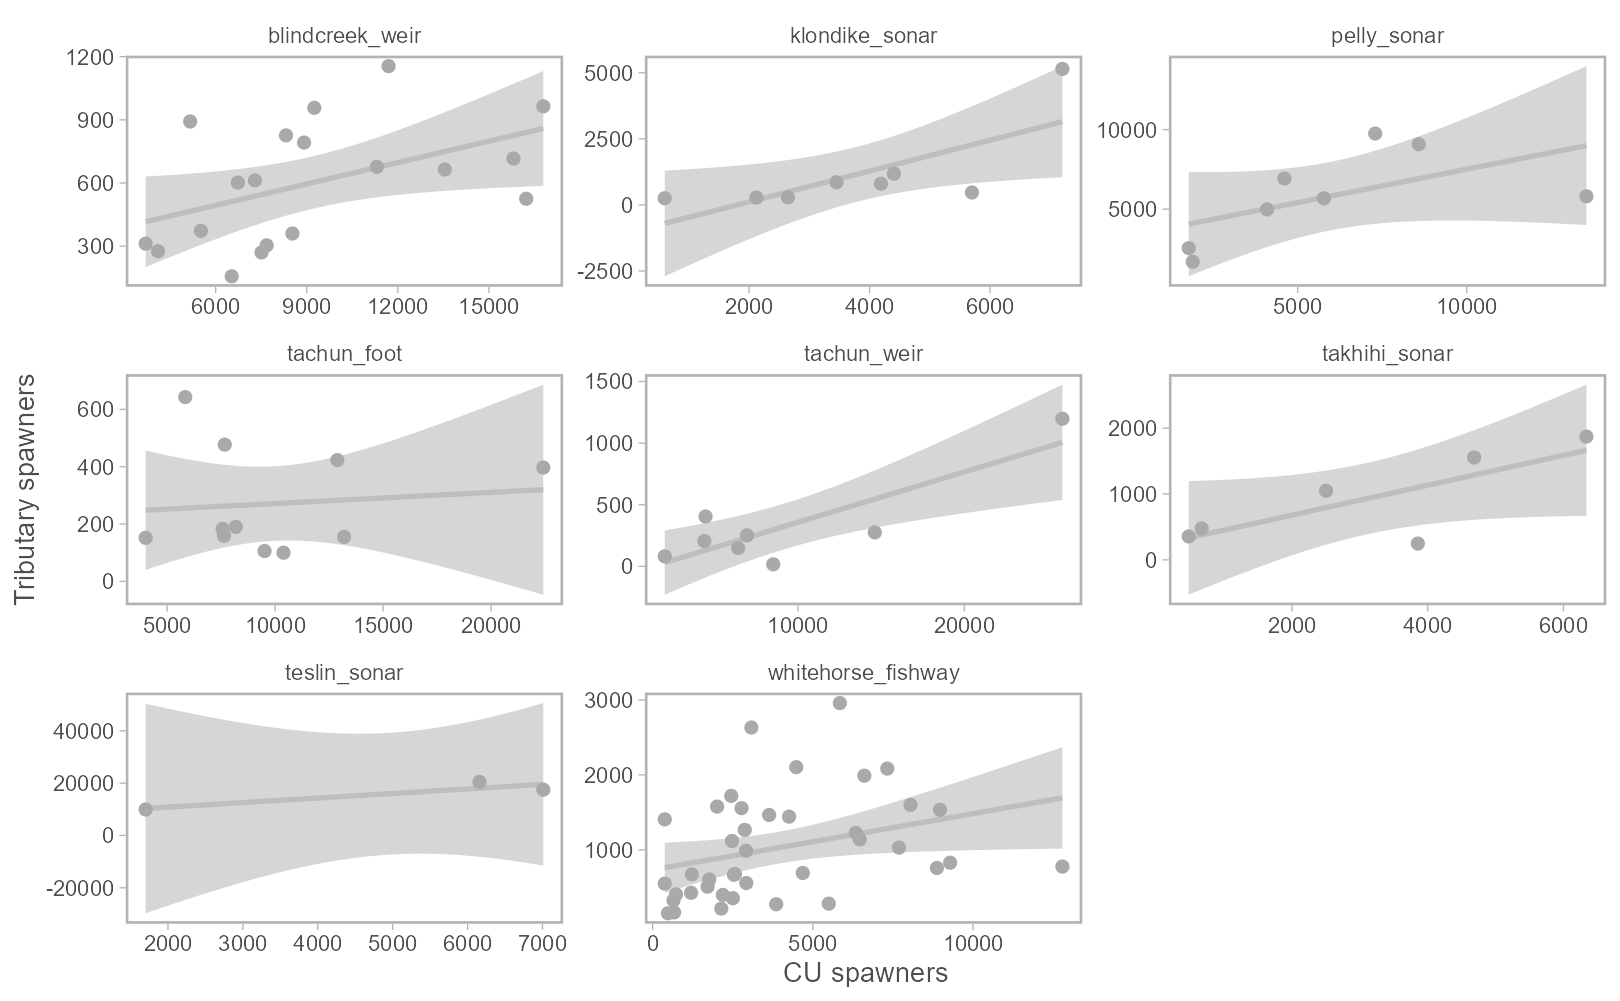 blindcreek_weir
klondike_sonar
pelly_sonar
1200
900
600
300
6000 9000 12000 15000
5000
2500
0
-2500
2000 4000 6000
10000
5000
5000 10000
tachun_foot
tachun_weir
takhihi_sonar
600
400
200
0
5000 10000 15000 20000
1500
1000
500
0
10000 20000
2000
1000
0
2000 4000 6000
teslin_sonar
whitehorse_fishway
40000
20000
0
-20000
2000 3000 4000 5000 6000 7000
3000
2000
1000
0 5000 10000
Tributary spawners
CU spawners